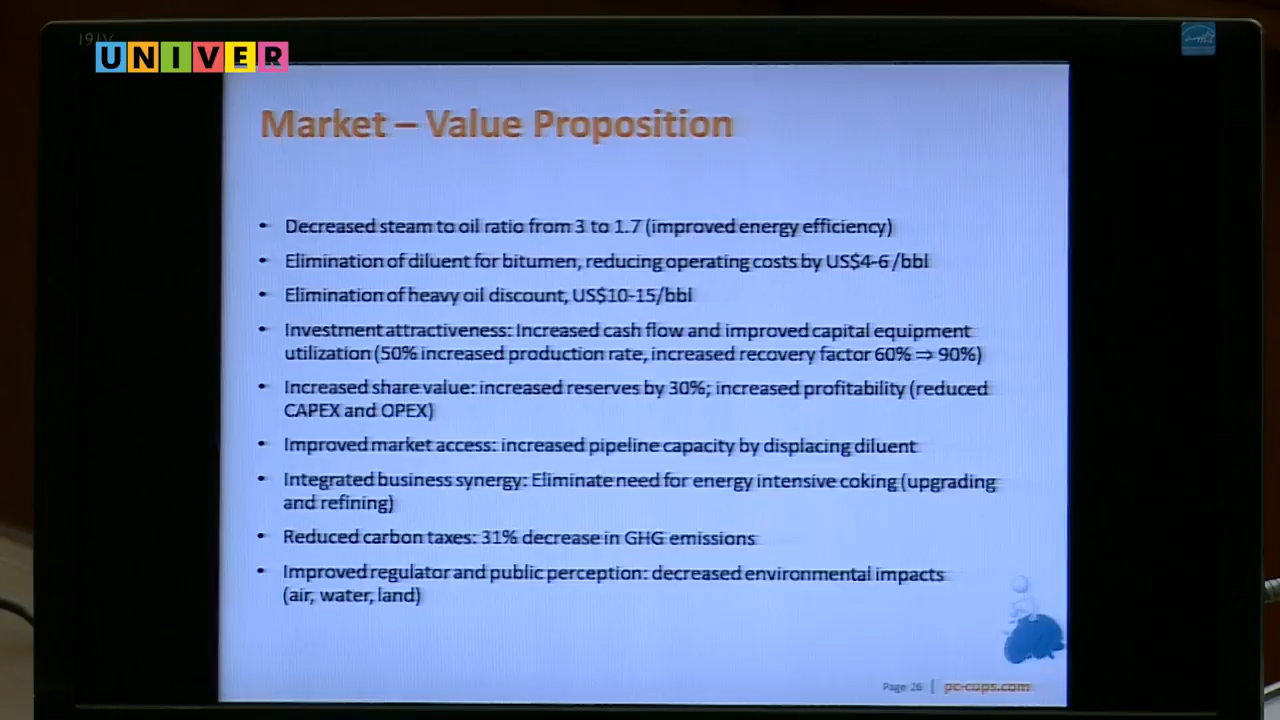 UNIVER
Market – Value Proposition
• Decreased steam to oil ratio from 3 to 1.7 (improved energy efficiency)
• Elimination of diluent for bitumen, reducing operating costs by US$4-6/bbl
• Elimination of heavy oil discount, US$10-15/bbl
• Investment attractiveness: Increased cash flow and improved capital equipment
utilization (50% increased production rate, increased recovery factor 60% ⇒ 90%)
• Increased share value: increased reserves by 30%; increased profitability (reduced
CAPEX and OPEX)
• Improved market access: increased pipeline capacity by displacing diluent
• Integrated business synergy: Eliminate need for energy intensive coking (upgrading
and refining)
• Reduced carbon taxes: 31% decrease in GHG emissions
• Improved regulator and public perception: decreased environmental impacts
(air, water, land)
Page 26 | pc-cups.com